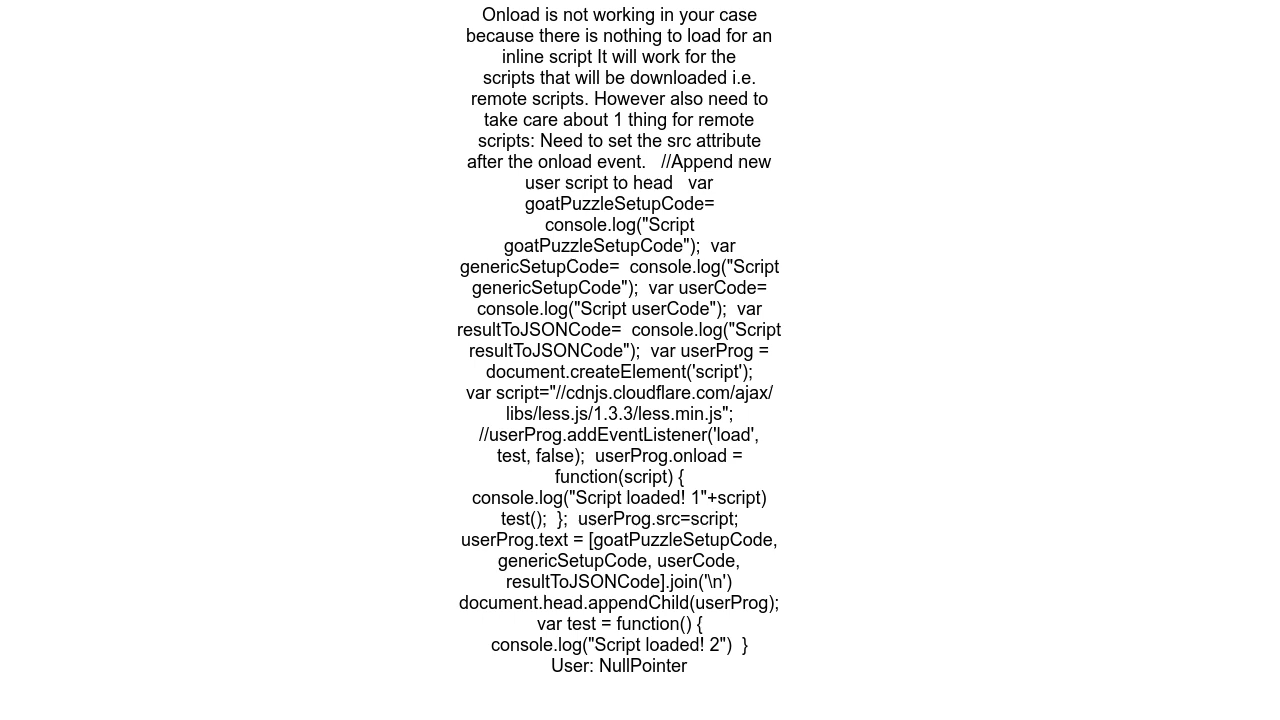 Onload is not working in your case
because there is nothing to load for an
inline script It will work for the
scripts that will be downloaded i.e.
remote scripts. However also need to
take care about 1 thing for remote
scripts: Need to set the src attribute
after the onload event.   //Append new
user script to head   var
goatPuzzleSetupCode=
console.log("Script
goatPuzzleSetupCode");  var
genericSetupCode=  console.log("Script
genericSetupCode");  var userCode=
console.log("Script userCode");  var
resultToJSONCode=  console.log("Script
resultToJSONCode");  var userProg =
document.createElement('script');
var script="//cdnjs.cloudflare.com/ajax/
libs/less.js/1.3.3/less.min.js";
//userProg.addEventListener('load',
test, false);  userProg.onload =
function(script) {
console.log("Script loaded! 1"+script)
test();  };  userProg.src=script;
userProg.text = [goatPuzzleSetupCode,
genericSetupCode, userCode,
resultToJSONCode].join('\n')
document.head.appendChild(userProg);
var test = function() {
console.log("Script loaded! 2")  }
User: NullPointer